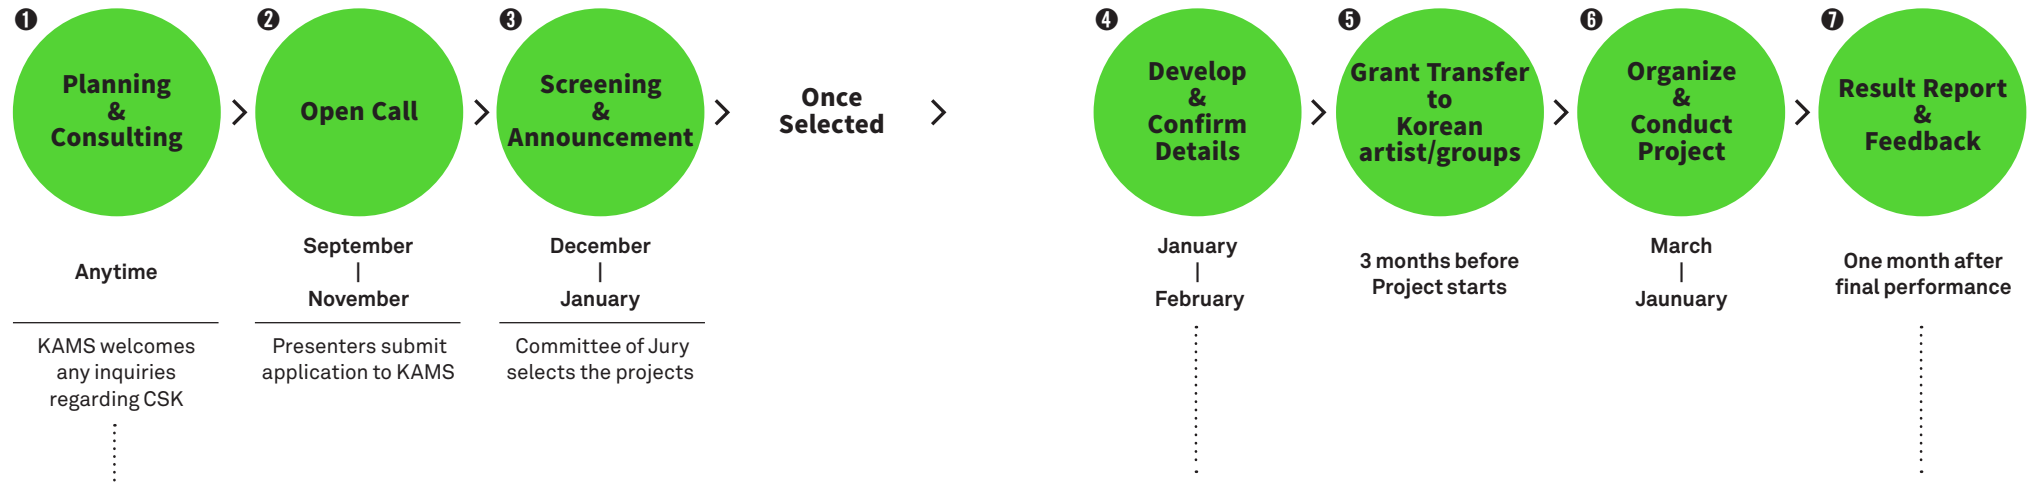 ❶
Planning
&
Consulting
Anytime
KAMS welcomes
any inquiries
regarding CSK
❷
Open Call
September
|
November
Presenters submit
application to KAMS
❸
Screening
&
Announcement
December
|
January
Committee of Jury
selects the projects
Once
Selected
❹
Develop
&
Confirm
Details
January
|
February
❺
Grant Transfer
to
Korean
artist/groups
3 months before
Project starts
❻
Organize
&
Conduct
Project
March
|
Jaunuary
❼
Result Report
&
Feedback
One month after
final performance